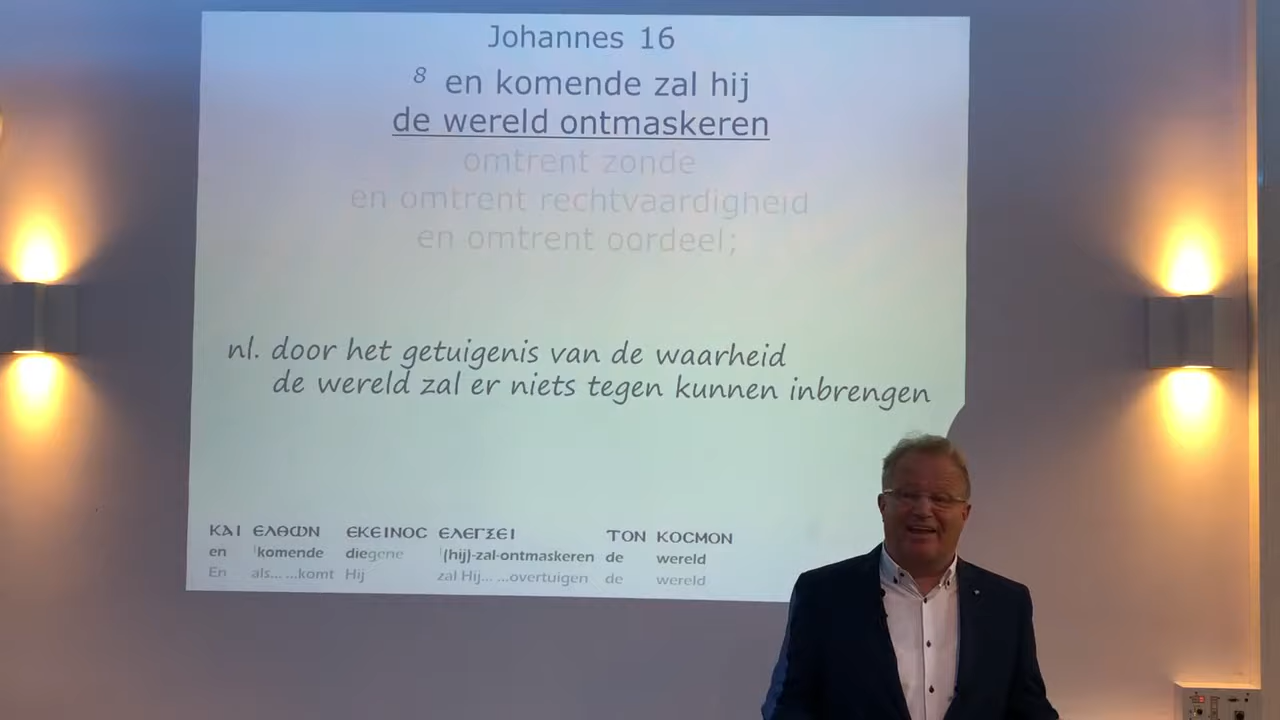 Johannes 16
8 en komende zal hij
de wereld ontmaskeren
omtrent zonde
en omtrent rechtvaardigheid
en omtrent oordeel;
nl. door het getuigenis van de waarheid
de wereld zal er niets tegen kunnen inbrengen
ΚΑΙ ΕΛΘΩΝ ΕΚΕΙΝΟϹ ΕΛΕΓΞΕΙ ΤΟΝ ΚΟϹΜΟΝ
en komende diegene (hij)-zal-ontmaskeren de wereld
En als... ...komt Hij zal Hij... ...overtuigen de wereld